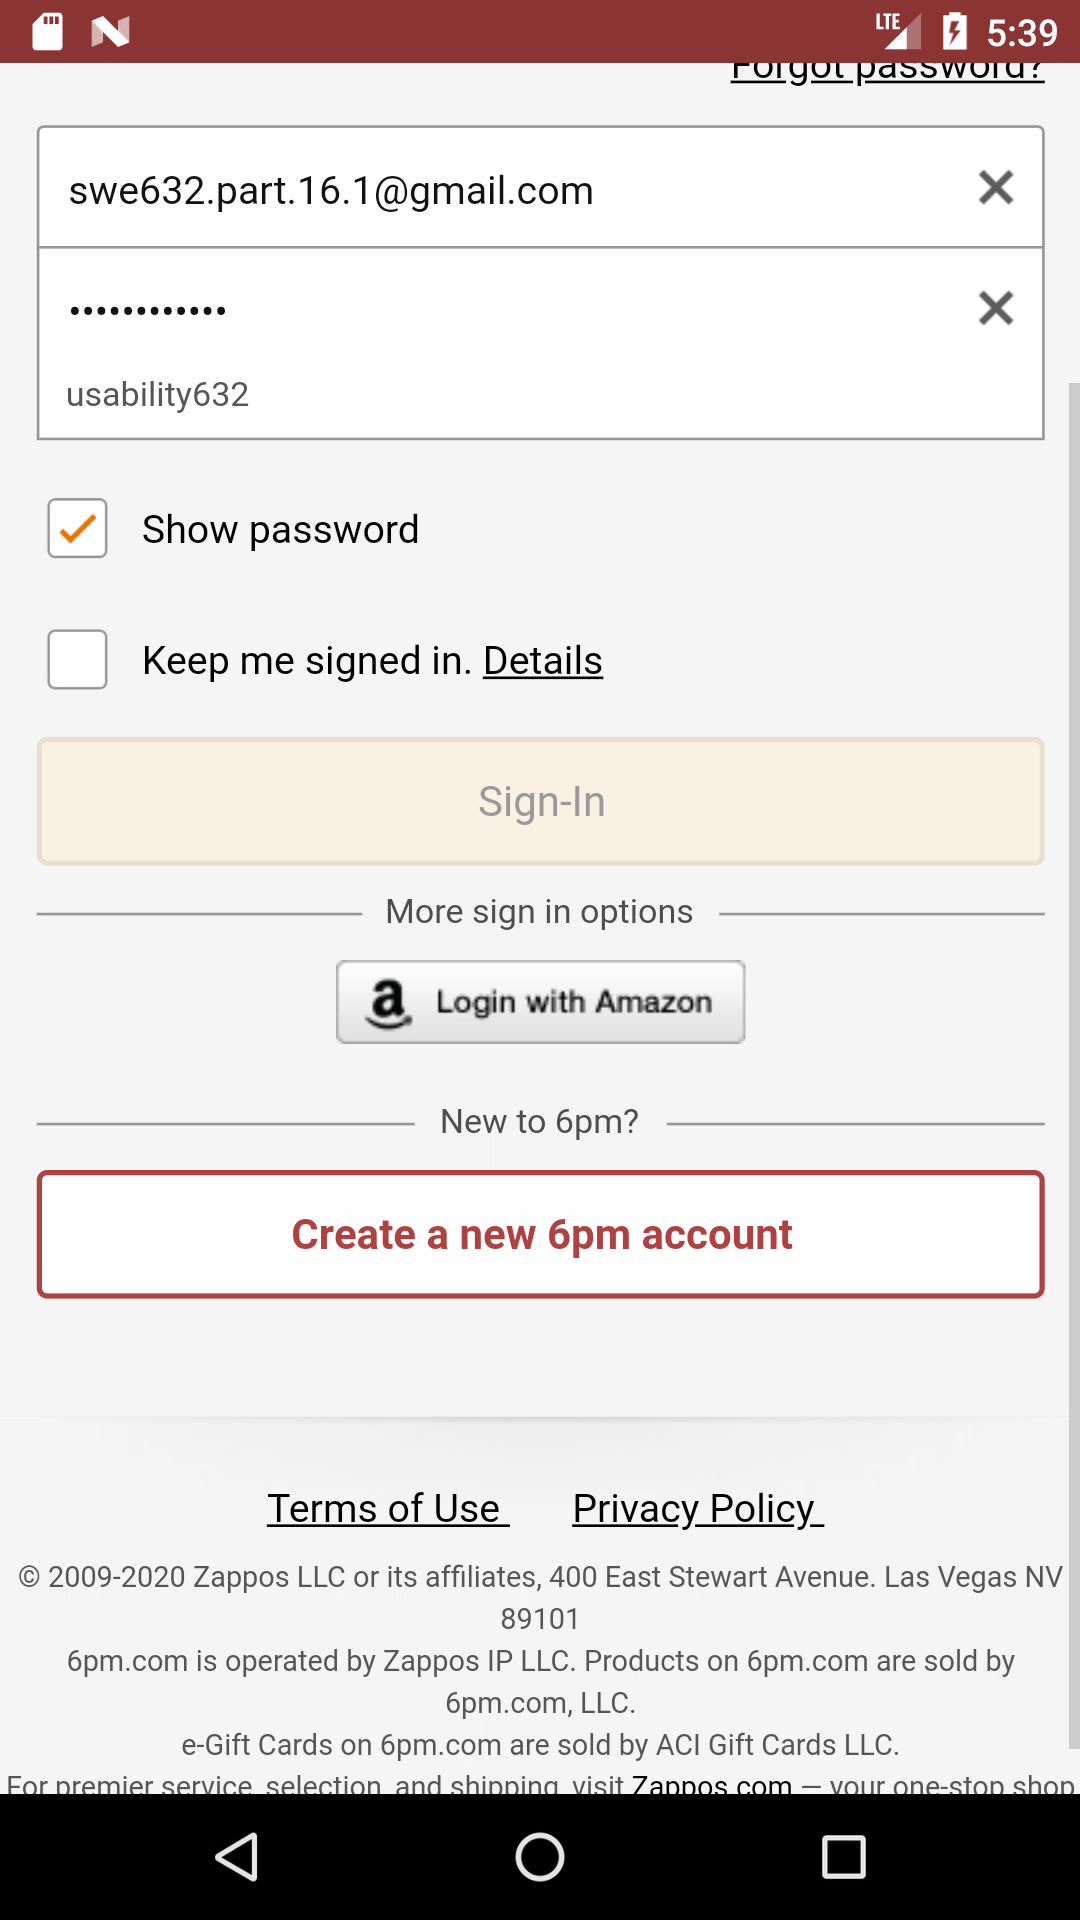 LTE 5:39
Forgot password?
swe632.part.16.1@gmail.com
••••••••••••
usability632
Show password
Keep me signed in. Details
Sign-In
More sign in options
a Login with Amazon
New to 6pm?
Create a new 6pm account
Terms of Use Privacy Policy
© 2009-2020 Zappos LLC or its affiliates, 400 East Stewart Avenue. Las Vegas NV
89101
6pm.com is operated by Zappos IP LLC. Products on 6pm.com are sold by
6pm.com, LLC.
e-Gift Cards on 6pm.com are sold by ACI Gift Cards LLC.
For premier service, selection, and shipping, visit Zappos.com — your one-stop shop